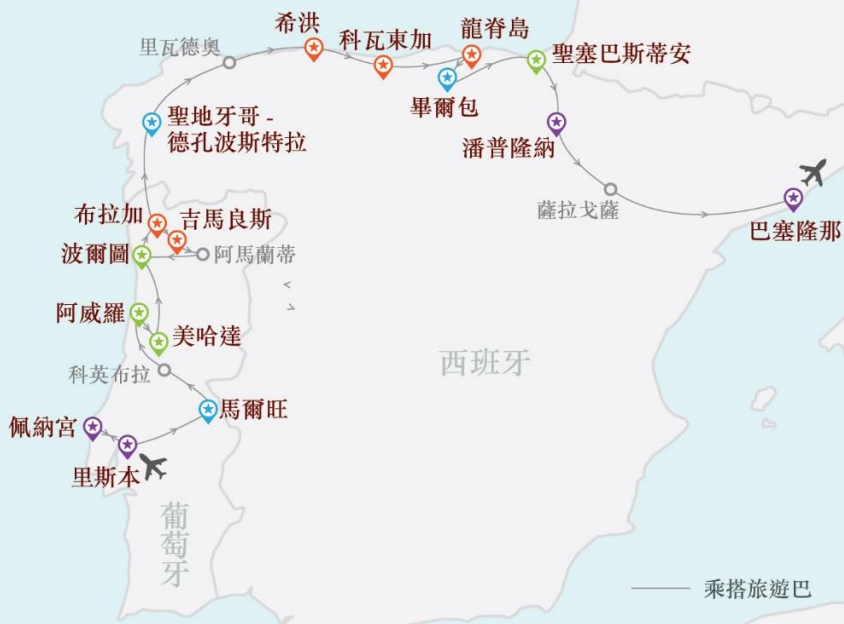 里瓦德奧
希洪
科瓦東加
龍脊島
聖塞巴斯蒂安
畢爾包
聖地牙哥 -
德孔波斯特拉
潘普隆納
薩拉戈薩
巴塞隆那
布拉加
吉馬良斯
波爾圖
阿馬蘭蒂
阿威羅
美哈達
科英布拉
西班牙
佩納宮
馬爾旺
里斯本
葡萄牙
乘搭旅遊巴